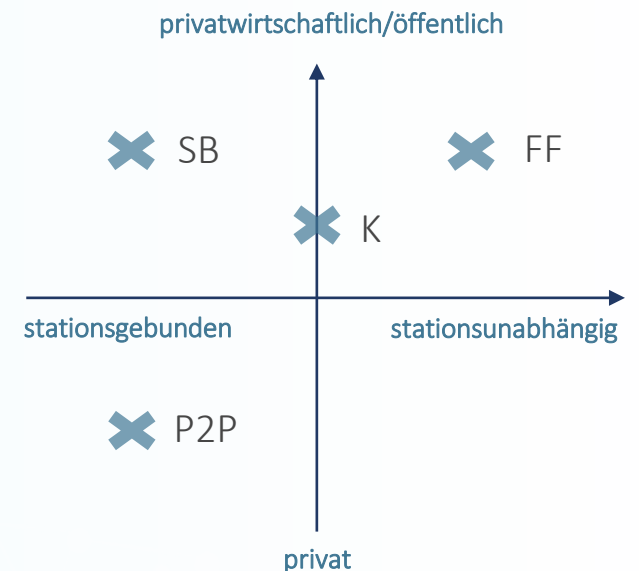 privatwirtschaftlich/öffentlich
SB
FF
K
stationsgebunden
stationsunabhängig
P2P
privat